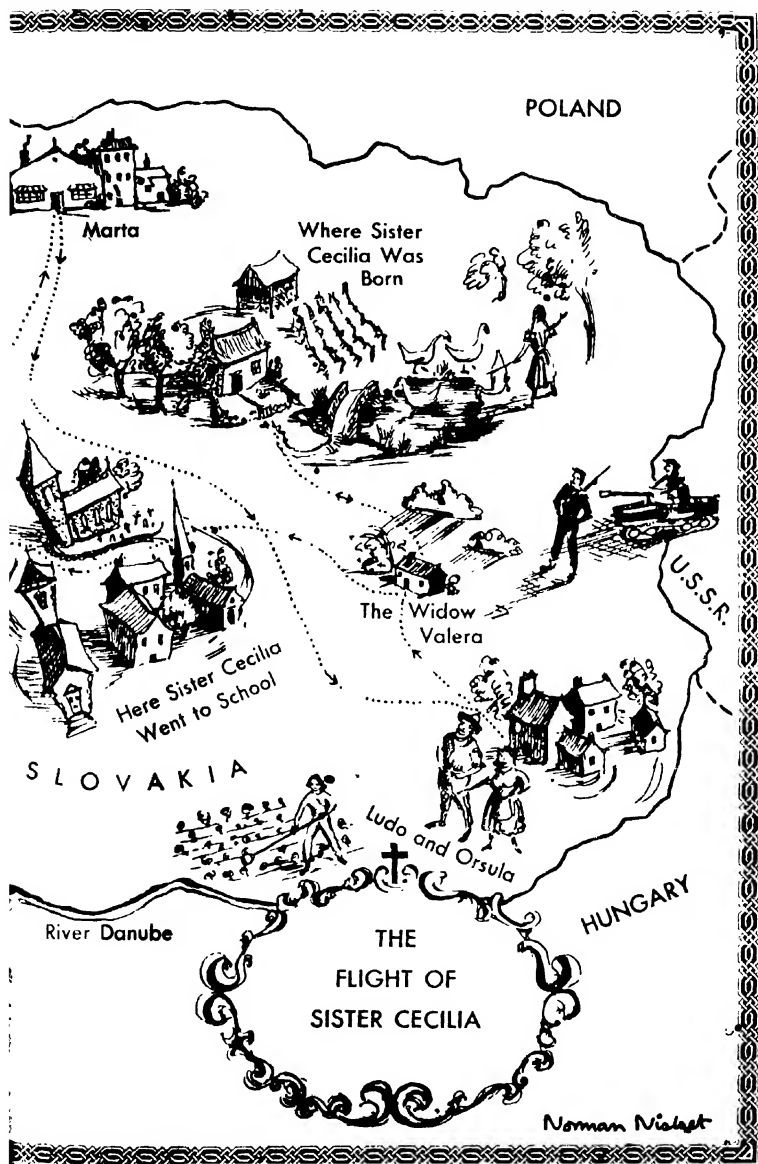 POLAND
Marta
Where Sister
Cecilia Was
Born
The Widow
Valera
U.S.S.R.
Here Sister Cecilia
Went to School
SLOVAKIA
Ludo and Orsula
HUNGARY
River Danube
THE
FLIGHT OF
SISTER CECILIA
Norman